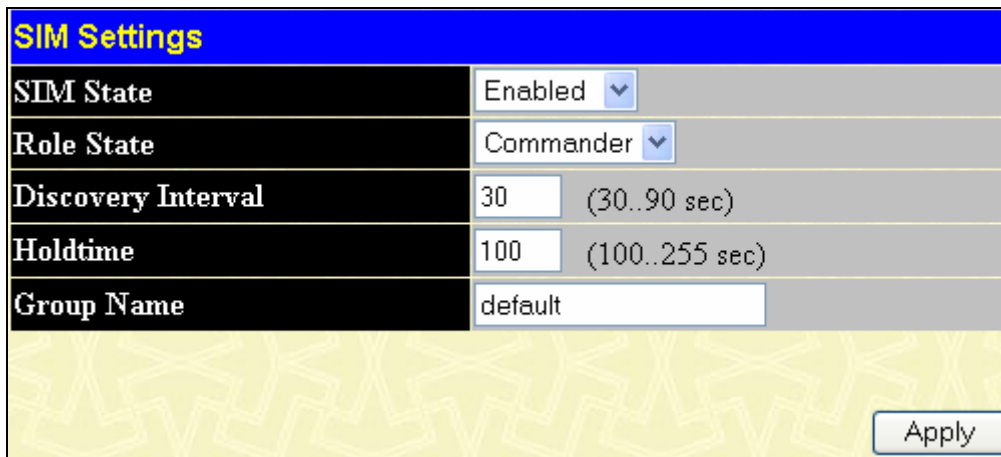 SIM Settings
SIM State Enabled
Role State Commander
Discovery Interval 30 (30..90 sec)
Holdtime 100 (100..255 sec)
Group Name default
Apply